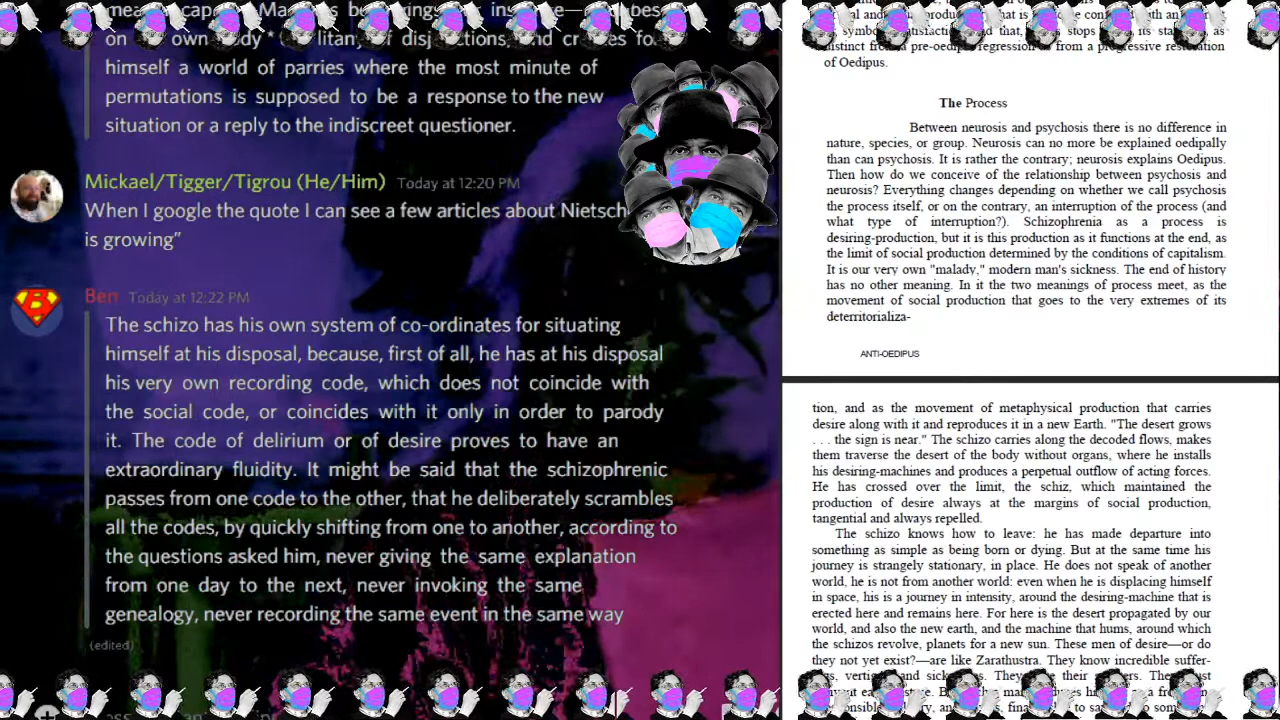 on own body *
himself a world of parries where the most minute of
permutations is supposed to be a response to the new
situation or a reply to the indiscreet questioner.
Mickael/Tigger/Tigrou (He/Him) Today at 12:20 PM
When I google the quote I can see a few articles about Nietsch
is growing”
Ben Today at 12:22 PM
The schizo has his own system of co-ordinates for situating
himself at his disposal, because, first of all, he has at his disposal
his very own recording code, which does not coincide with
the social code, or coincides with it only in order to parody
it. The code of delirium or of desire proves to have an
extraordinary fluidity. It might be said that the schizophrenic
passes from one code to the other, that he deliberately scrambles
all the codes, by quickly shifting from one to another, according to
the questions asked him, never giving the same explanation
from one day to the next, never invoking the same
genealogy, never recording the same event in the same way
(edited)
and
symbo stops
a pre-oedip regression as from a progressive
of Oedipus.
The Process
Between neurosis and psychosis there is no difference in
nature, species, or group. Neurosis can no more be explained oedipally
than can psychosis. It is rather the contrary; neurosis explains Oedipus.
Then how do we conceive of the relationship between psychosis and
neurosis? Everything changes depending on whether we call psychosis
the process itself, or on the contrary, an interruption of the process (and
what type of interruption?). Schizophrenia as a process is
desiring-production, but it is this production as it functions at the end, as
the limit of social production determined by the conditions of capitalism.
It is our very own "malady," modern man's sickness. The end of history
has no other meaning. In it the two meanings of process meet, as the
movement of social production that goes to the very extremes of its
deterritorializa-
ANTI-OEDIPUS
tion, and as the movement of metaphysical production that carries
desire along with it and reproduces it in a new Earth. "The desert grows
. . . the sign is near." The schizo carries along the decoded flows, makes
them traverse the desert of the body without organs, where he installs
his desiring-machines and produces a perpetual outflow of acting forces.
He has crossed over the limit, the schiz, which maintained the
production of desire always at the margins of social production,
tangential and always repelled.
The schizo knows how to leave: he has made departure into
something as simple as being born or dying. But at the same time his
journey is strangely stationary, in place. He does not speak of another
world, he is not from another world: even when he is displacing himself
in space, his is a journey in intensity, around the desiring-machine that is
erected here and remains here. For here is the desert propagated by our
world, and also the new earth, and the machine that hums, around which
the schizos revolve, planets for a new sun. These men of desire—or do
they not yet exist?—are like Zarathustra. They know incredible suffer-
and They their